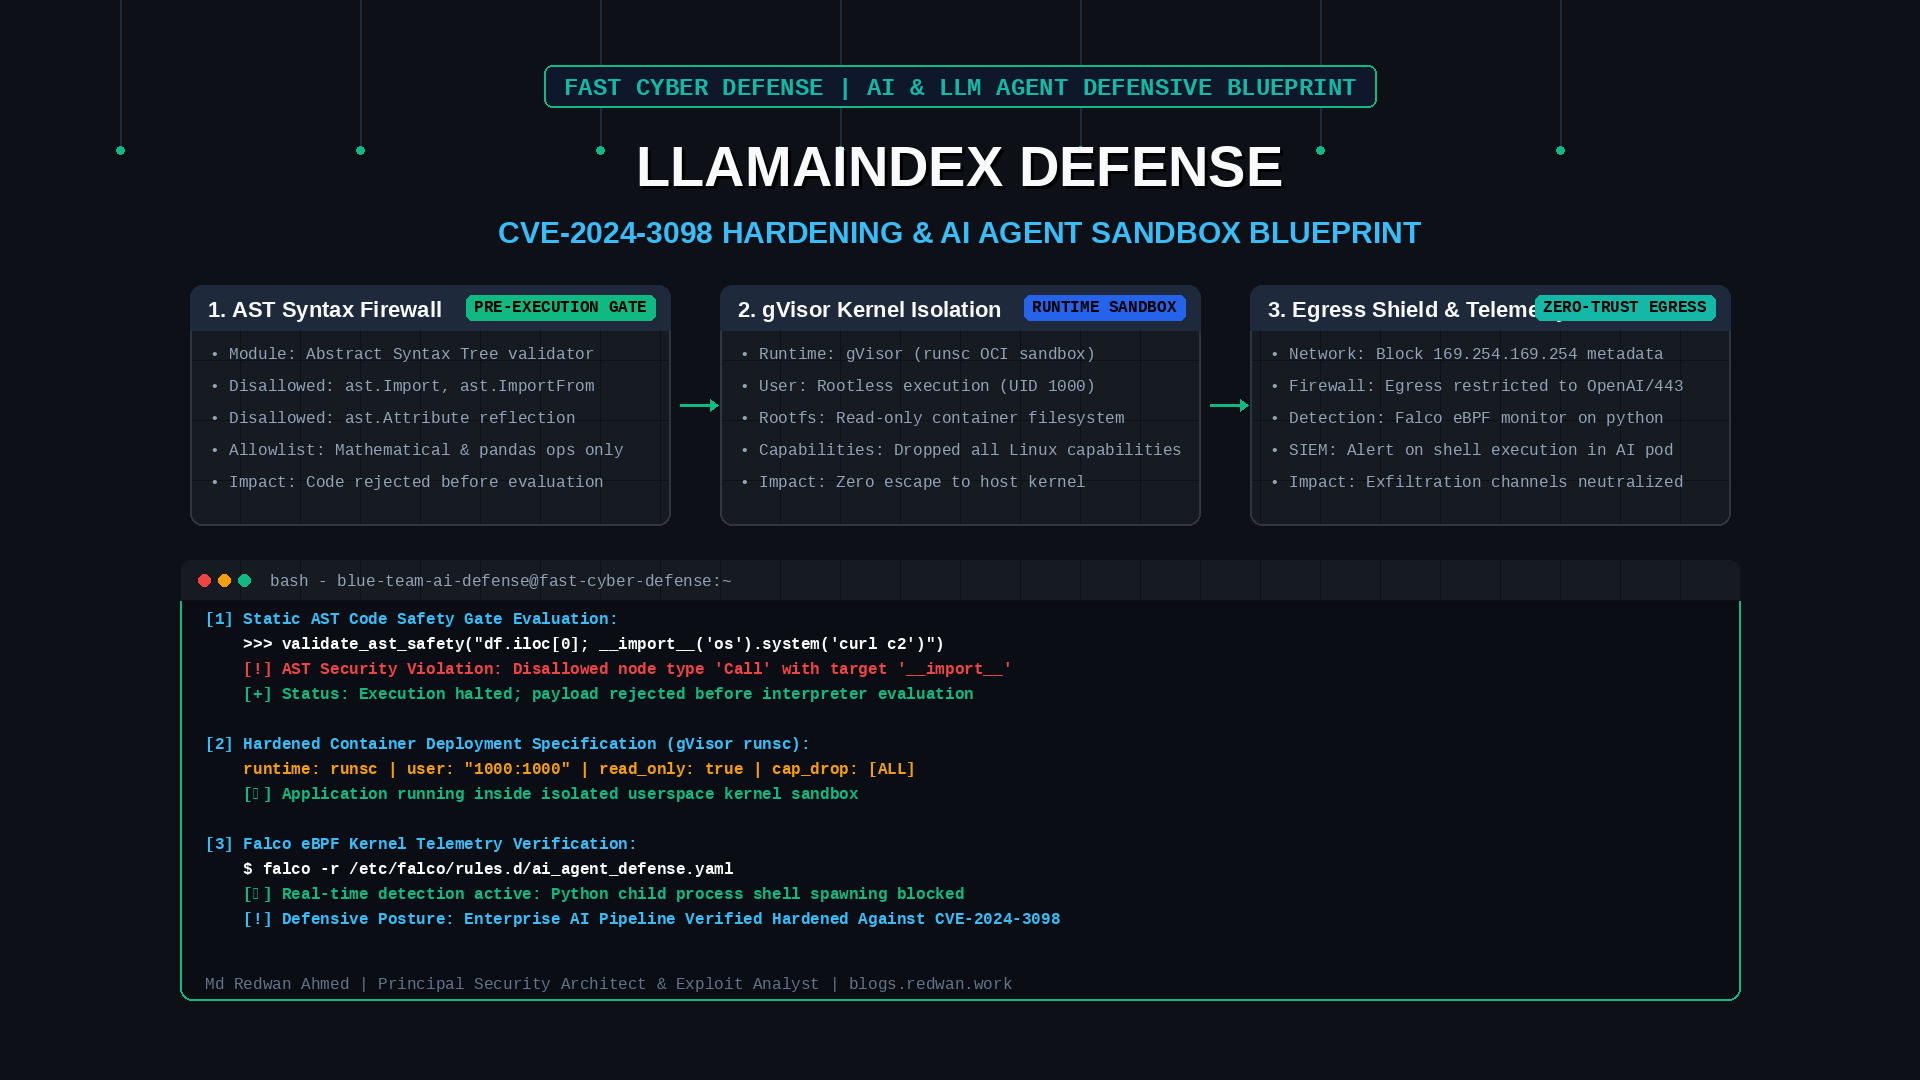 FAST CYBER DEFENSE | AI & LLM AGENT DEFENSIVE BLUEPRINT
LLAMAINDEX DEFENSE
CVE-2024-3098 HARDENING & AI AGENT SANDBOX BLUEPRINT
1. AST Syntax Firewall
PRE-EXECUTION GATE
• Module: Abstract Syntax Tree validator
• Disallowed: ast.Import, ast.ImportFrom
• Disallowed: ast.Attribute reflection
• Allowlist: Mathematical & pandas ops only
• Impact: Code rejected before evaluation
2. gVisor Kernel Isolation
RUNTIME SANDBOX
• Runtime: gVisor (runsc OCI sandbox)
• User: Rootless execution (UID 1000)
• Rootfs: Read-only container filesystem
• Capabilities: Dropped all Linux capabilities
• Impact: Zero escape to host kernel
3. Egress Shield &
ZERO-TRUST EGRESS
• Network: Block 169.254.169.254 metadata
• Firewall: Egress restricted to OpenAI/443
• Detection: Falco eBPF monitor on python
• SIEM: Alert on shell execution in AI pod
• Impact: Exfiltration channels neutralized
bash - blue-team-ai-defense@fast-cyber-defense:~
[1] Static AST Code Safety Gate Evaluation:
>>> validate_ast_safety("df.iloc[0]; __import__('os').system('curl c2')")
[!] AST Security Violation: Disallowed node type 'Call' with target '__import__'
[+] Status: Execution halted; payload rejected before interpreter evaluation
[2] Hardened Container Deployment Specification (gVisor runsc):
runtime: runsc | user: "1000:1000" | read_only: true | cap_drop: [ALL]
[▯] Application running inside isolated userspace kernel sandbox
[3] Falco eBPF Kernel Telemetry Verification:
$ falco -r /etc/falco/rules.d/ai_agent_defense.yaml
[▯] Real-time detection active: Python child process shell spawning blocked
[!] Defensive Posture: Enterprise AI Pipeline Verified Hardened Against CVE-2024-3098
Md Redwan Ahmed | Principal Security Architect & Exploit Analyst | blogs.redwan.work